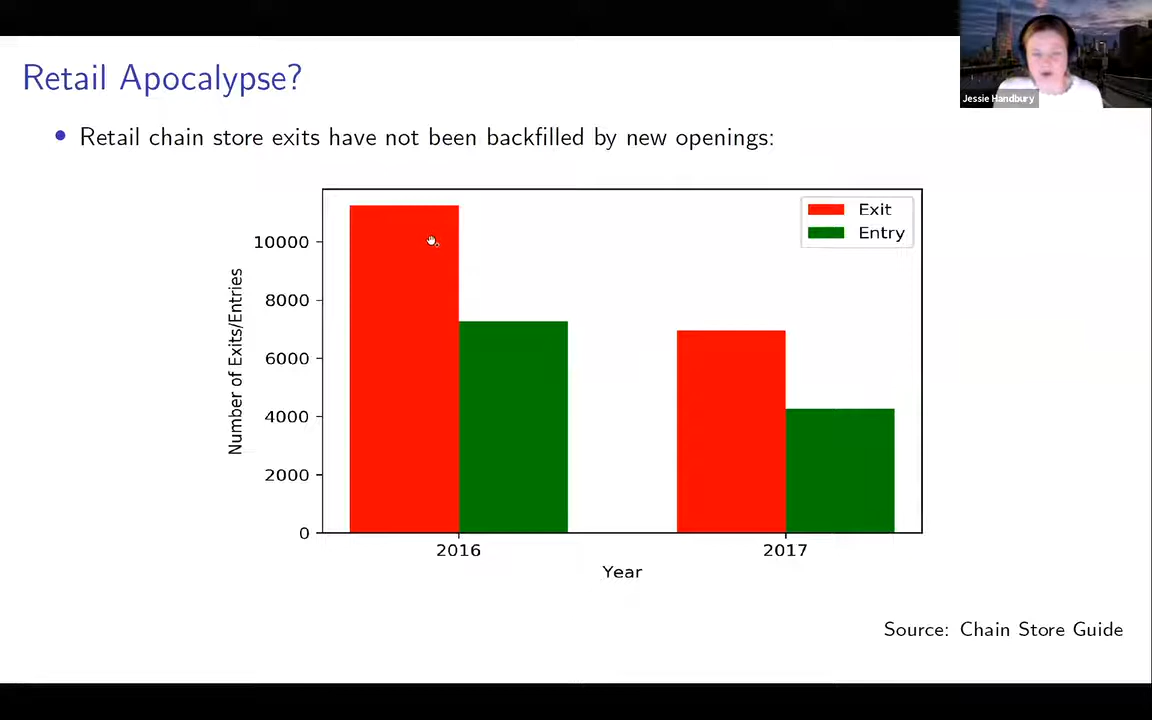 Retail Apocalypse?
Jessie Handbury
Retail chain store exits have not been backfilled by new openings:
Exit
Entry
10000
8000
6000
4000
2000
0
Number of Exits/Entries
2016
2017
Year
Source: Chain Store Guide